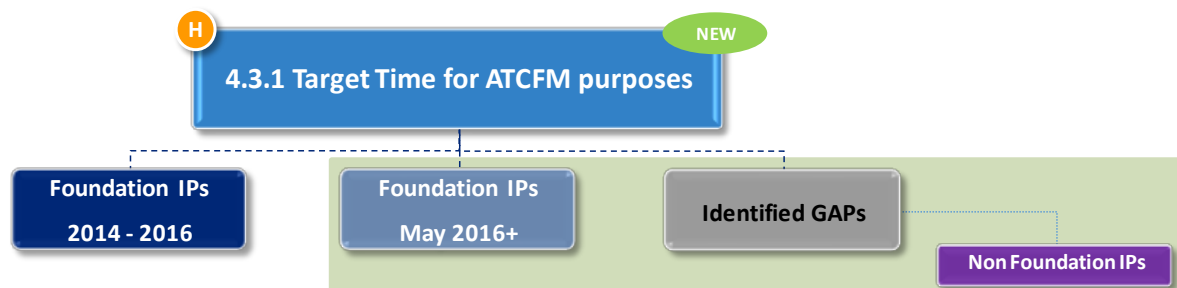 H
NEW
4.3.1 Target Time for ATCFM purposes
Foundation IPs
2014 - 2016
Foundation IPs
May 2016+
Identified GAPs
Non Foundation IPs